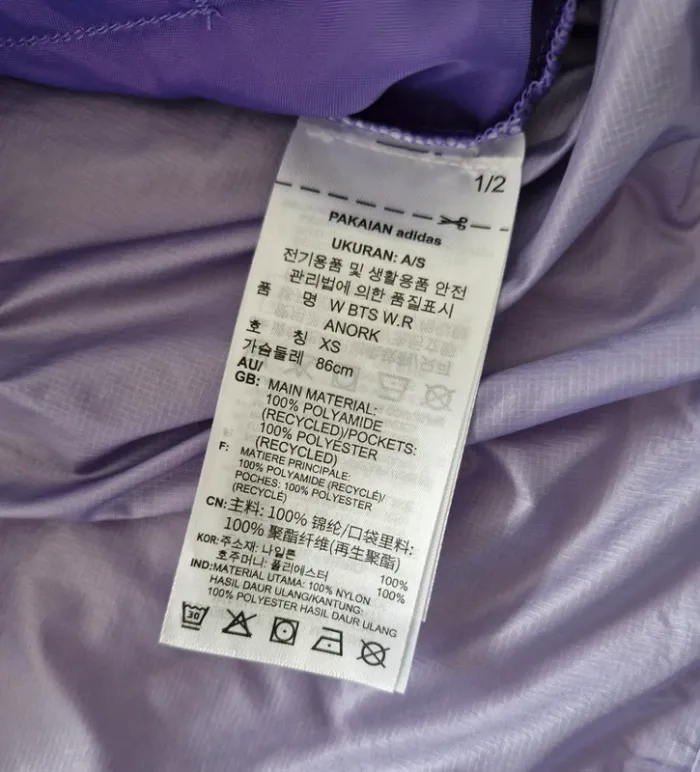 1/2
PAKAIAN adidas
UKURAN: A/S
전기용품 및 생활용품 안전
관리법에 의한 품질표시
품 명 W BTS W.R
ANORK
호 칭 XS
가슴둘레 86cm
AU/
GB: MAIN MATERIAL:
100% POLYAMIDE
(RECYCLED)/POCKETS:
100% POLYESTER
(RECYCLED)
F: MATIERE PRINCIPALE:
100% POLYAMIDE (RECYCLÉ)/
POCHES: 100% POLYESTER
(RECYCLÉ)
CN: 主料: 100% 锦纶/口袋里料:
100% 聚酯纤维(再生聚酯)
KOR: 주소재: 나일론 100%
호주머니: 폴리에스터 100%
IND: MATERIAL UTAMA: 100% NYLON
HASIL DAUR ULANG/KANTUNG:
100% POLYESTER HASIL DAUR ULANG
30